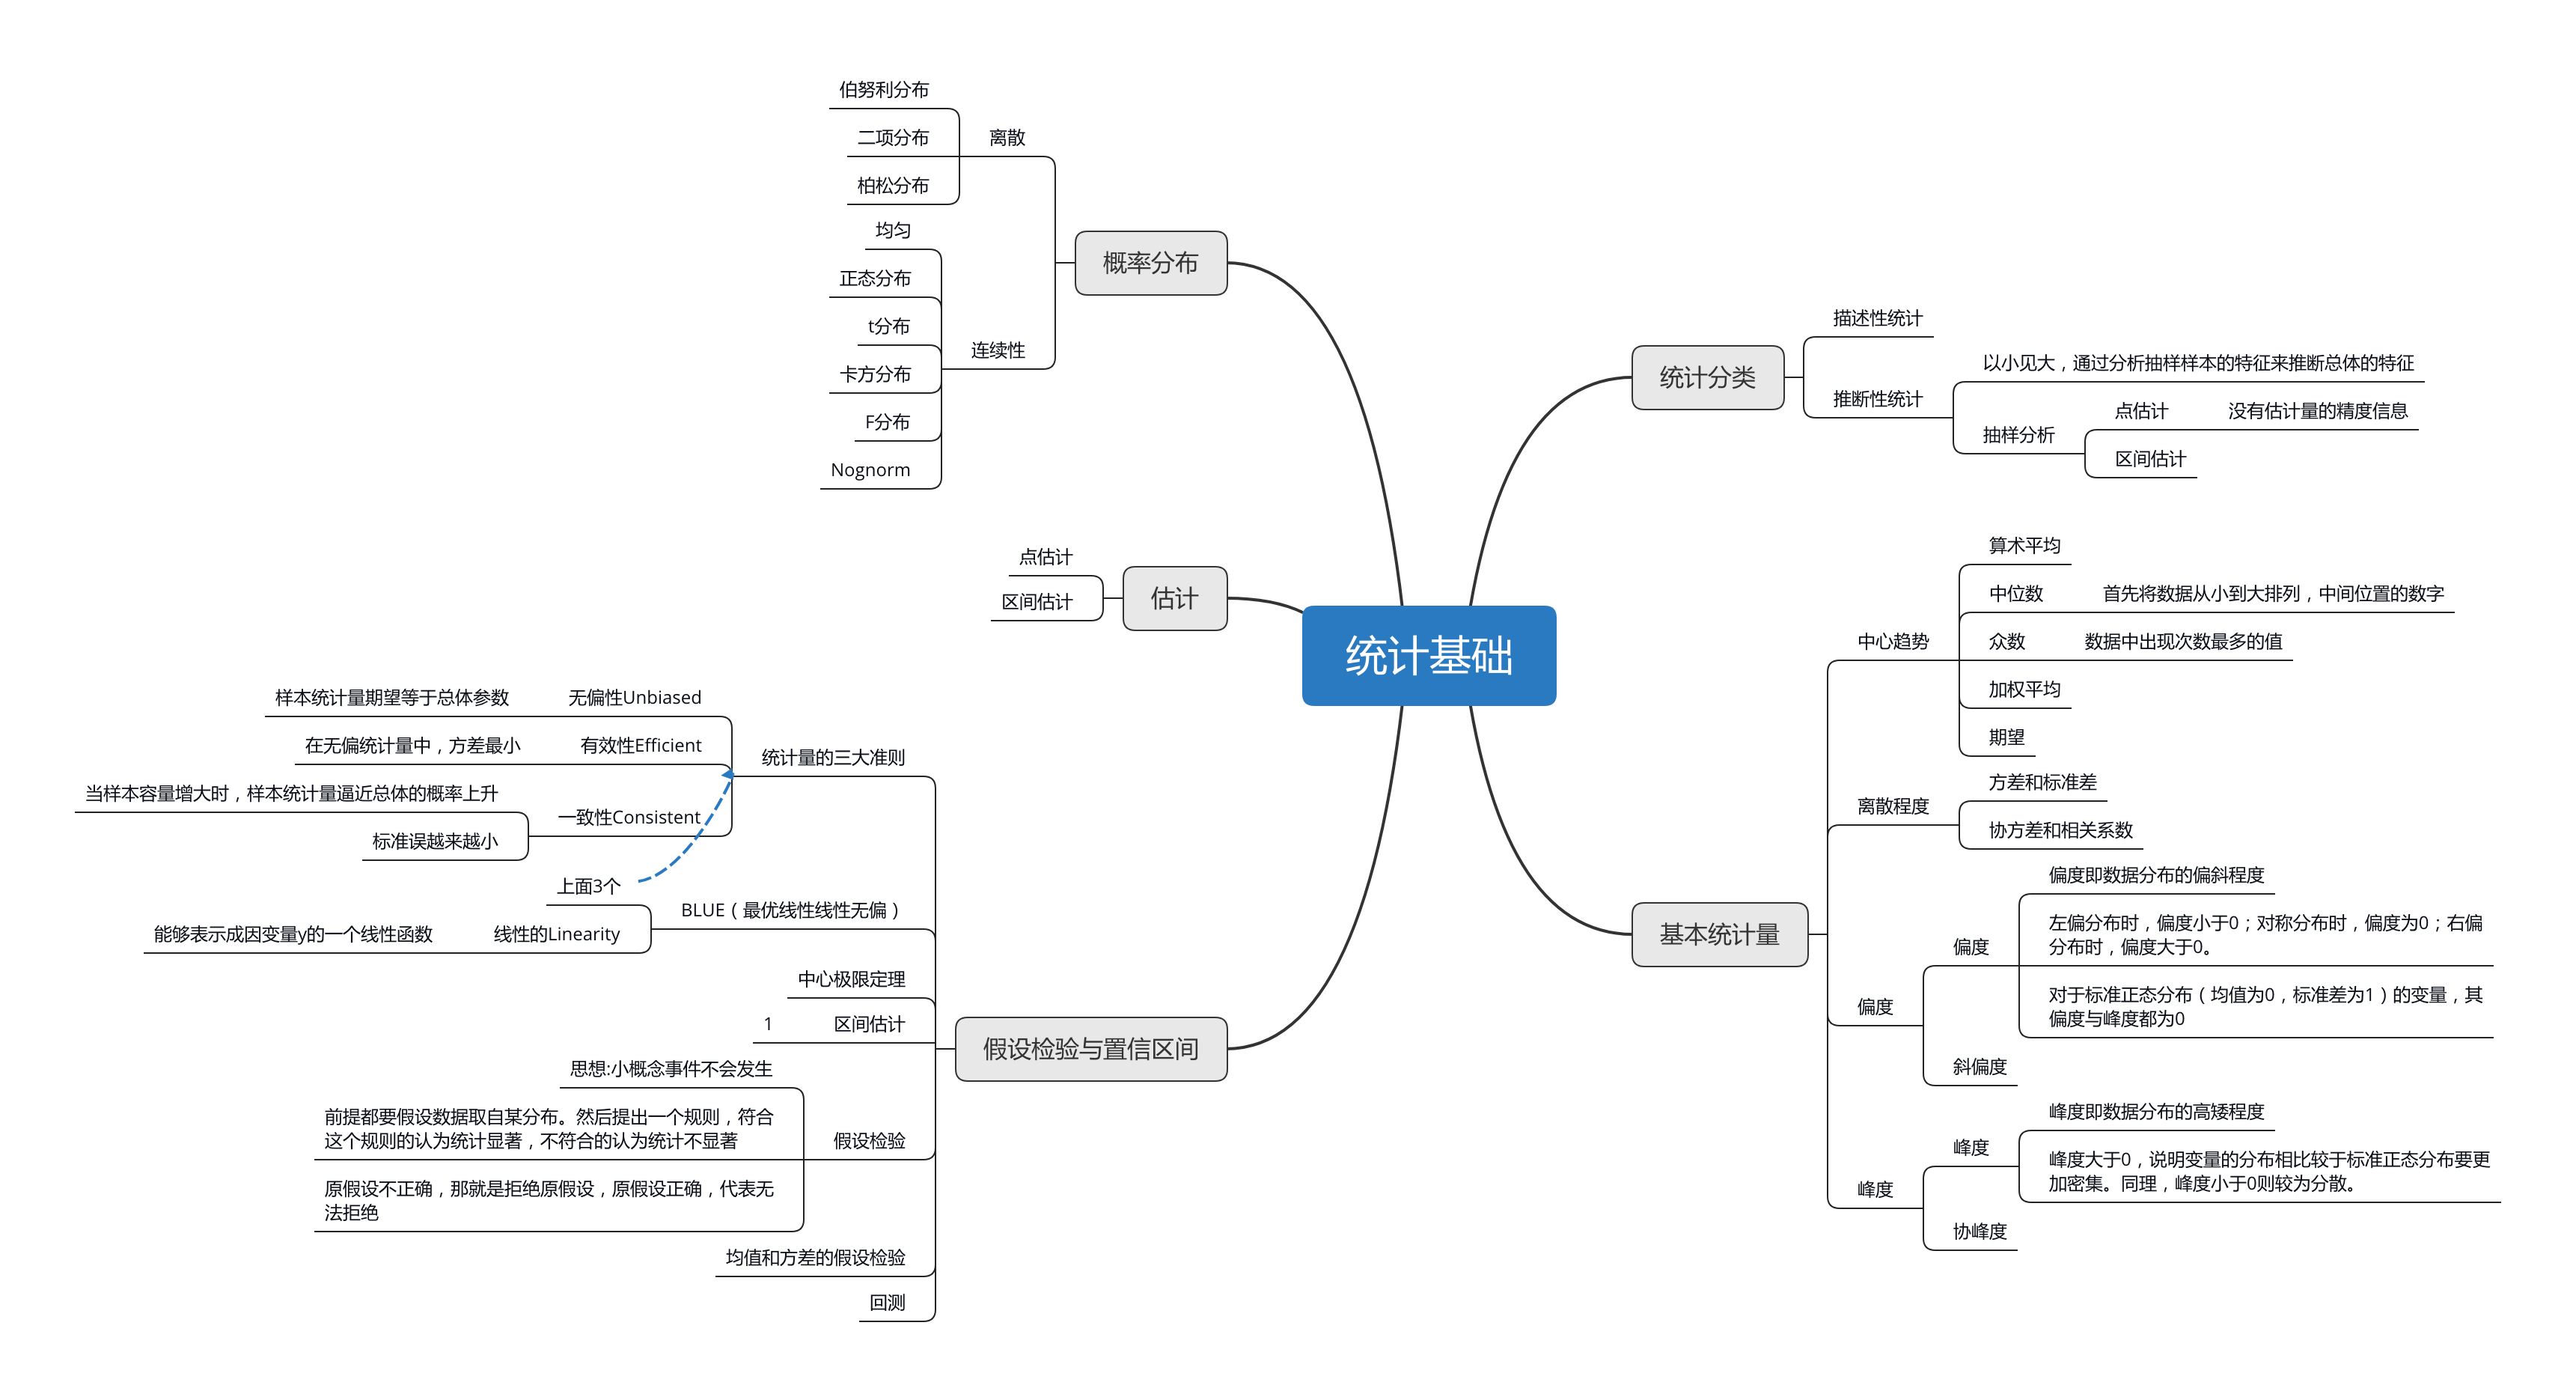 统计基础
统计分类
描述性统计
推断性统计
以小见大，通过分析抽样样本的特征来推断总体的特征
抽样分析
点估计
没有估计量的精度信息
区间估计
基本统计量
中心趋势
算术平均
中位数
首先将数据从小到大排列，中间位置的数字
众数
数据中出现次数最多的值
加权平均
期望
离散程度
方差和标准差
协方差和相关系数
偏度
偏度
偏度即数据分布的偏斜程度
左偏分布时，偏度小于0；对称分布时，偏度为0；右偏
分布时，偏度大于0。
对于标准正态分布（均值为0，标准差为1）的变量，其
偏度与峰度都为0
斜偏度
峰度
峰度
峰度即数据分布的高矮程度
峰度大于0，说明变量的分布相比较于标准正态分布要更
加密集。同理，峰度小于0则较为分散。
协峰度
概率分布
离散
伯努利分布
二项分布
柏松分布
连续性
均匀
正态分布
t分布
卡方分布
F分布
Nognorm
估计
点估计
区间估计
假设检验与置信区间
统计量的三大准则
无偏性Unbiased
样本统计量期望等于总体参数
有效性Efficient
在无偏统计量中，方差最小
一致性Consistent
当样本容量增大时，样本统计量逼近总体的概率上升
标准误越来越小
BLUE（最优线性线性无偏）
上面3个
线性的Linearity
能够表示成因变量y的一个线性函数
中心极限定理
区间估计
1
假设检验
思想:小概念事件不会发生
前提都要假设数据取自某分布。然后提出一个规则，符合
这个规则的认为统计显著，不符合的认为统计不显著
原假设不正确，那就是拒绝原假设，原假设正确，代表无
法拒绝
均值和方差的假设检验
回测